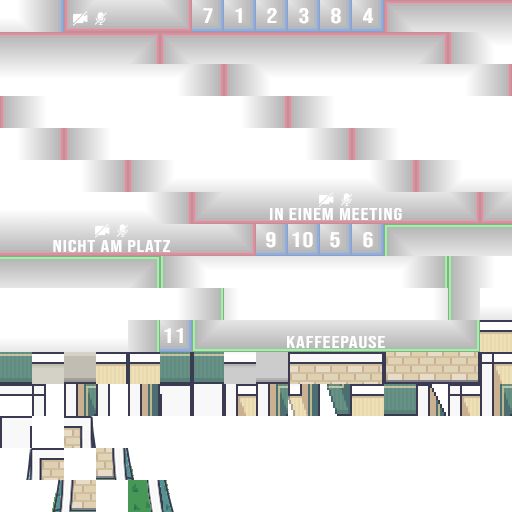 7 1 2 3 8 4
IN EINEM MEETING
NICHT AM PLATZ
9 10 5 6
11
KAFFEEPAUSE